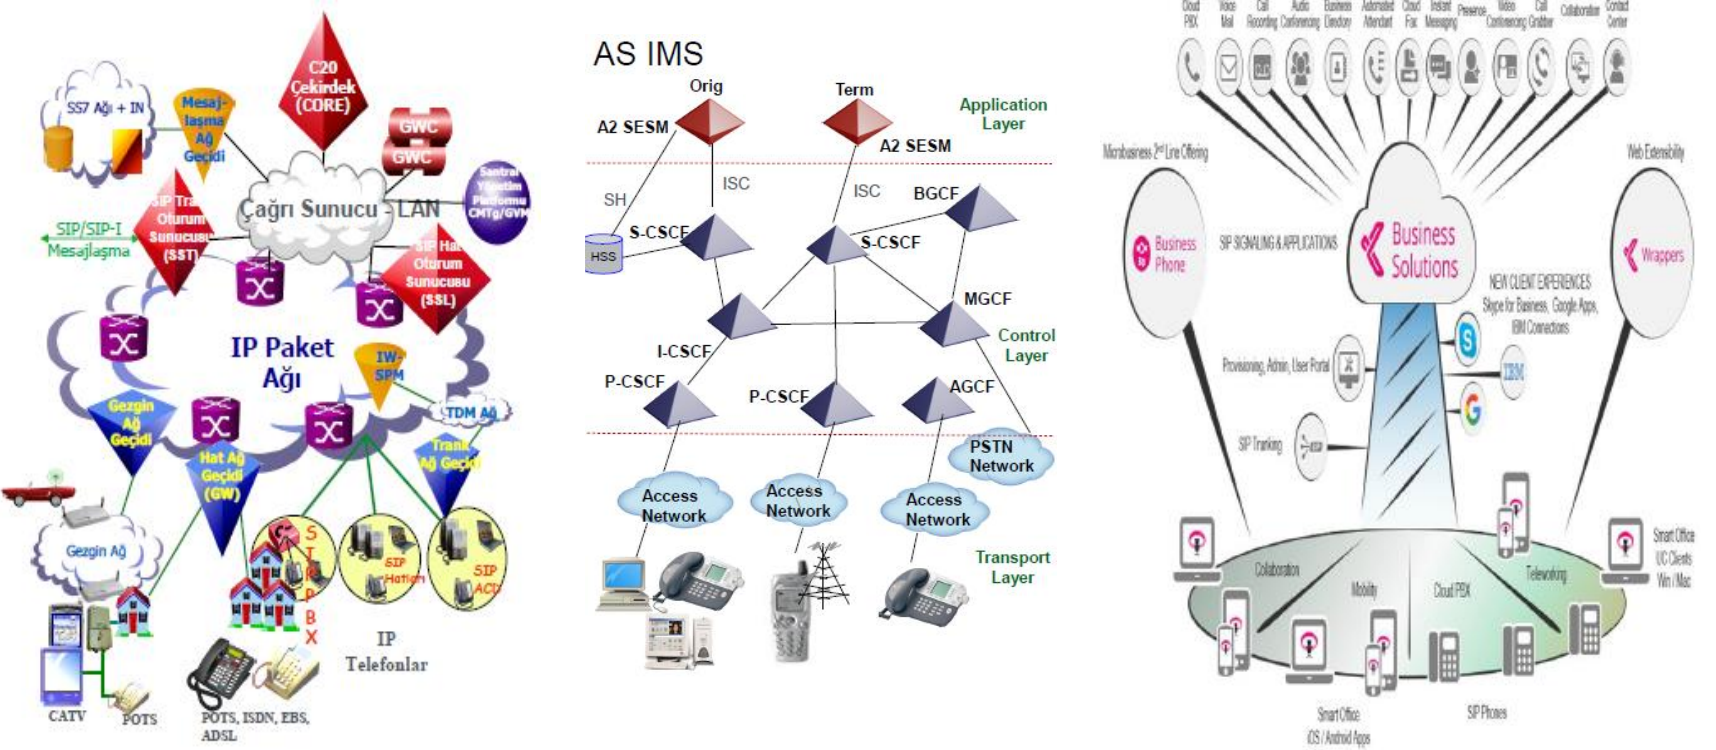 C20
Çekirdek
(CORE)
SS7 Ağı + IN
Mesaj-
laşma
Ağ
Geçidi
GWC
GWC
Santral
Yönetim
Platformu
CMTg/GVM
Çağrı Sunucu - LAN
SIP/SIP-I
Mesajlaşma
Oturum
Sunucusu
(SST)
SIP Hat
Oturum
Sunucusu
(SSL)
IP Paket
Ağı
IW-
SPM
TDM Ağ
Gezgin
Ağ
Geçidi
Hat Ağ
Geçidi
(GW)
Trank
Ağ Geçidi
Gezgin Ağ
SIP PBX
SIP
Hatları
SIP
ACD
IP
Telefonlar
CATV
POTS
POTS, ISDN, EBS,
ADSL
AS IMS
Orig
Term
Application
Layer
A2 SESM
A2 SESM
ISC
SH
ISC
BGCF
S-CSCF
S-CSCF
HSS
MGCF
Control
Layer
I-CSCF
P-CSCF
P-CSCF
AGCF
PSTN
Network
Access
Network
Access
Network
Access
Network
Transport
Layer
Cloud
PBX
Voice
Mail
Call
Recording
Audio
Conferencing
Business
Directory
Automated
Attendant
Cloud
Fax
Instant
Messaging
Presence
Video
Conferencing
Call
Grabber
Collaboration
Contact
Center
Microbusiness 2nd Line Offering
Web Extensibility
Business
Phone
SIP SIGNALING & APPLICATIONS
Business
Solutions
Wrappers
NEW CLIENT EXPERIENCES
Skype for Business, Google Apps,
IBM Connections
S
IBM
G
Provisioning, Admin, User Portal
SIP Trunking
Collaboration
Mobility
Cloud PBX
Teleworking
Smart Office
UC Clients
Win / Mac
Smart Office
iOS / Android Apps
SIP Phones